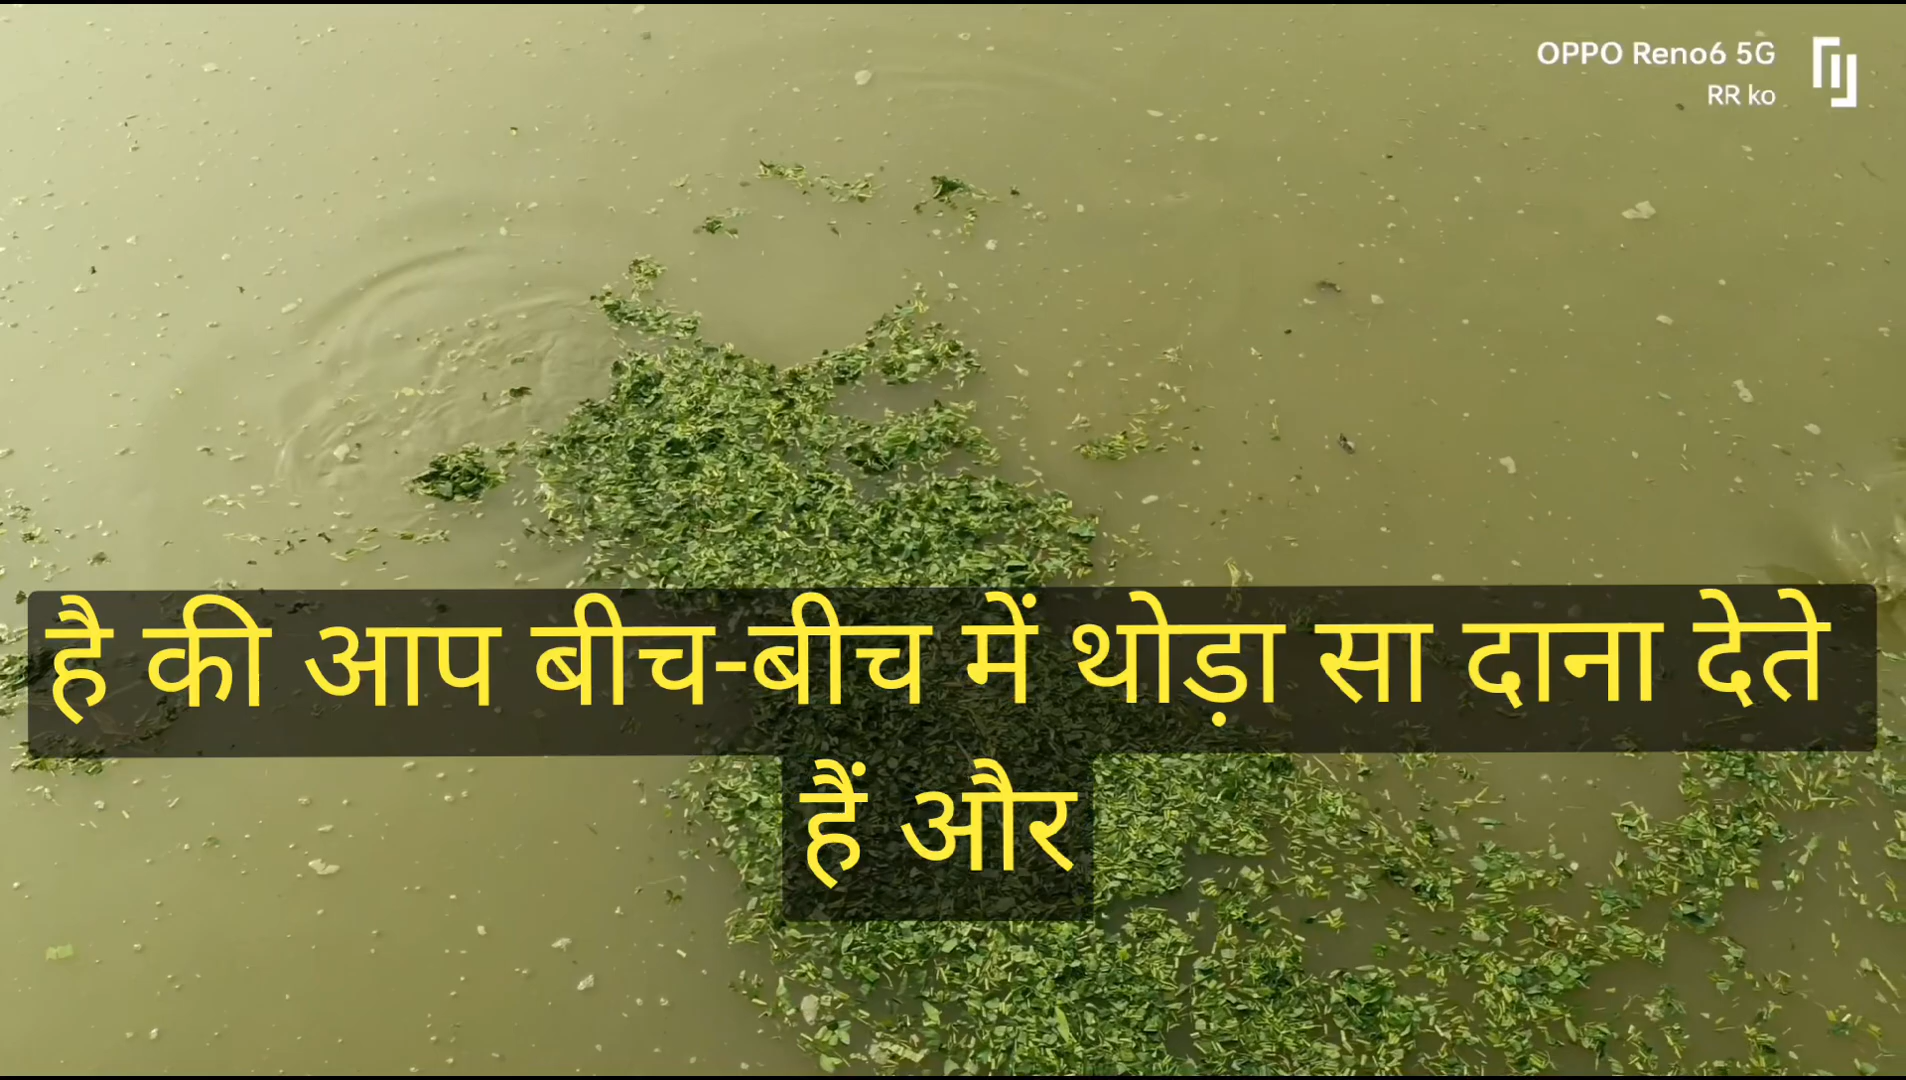 OPPO Reno6 5G
RR ko
है की आप बीच-बीच में थोड़ा सा दाना देते
हैं और